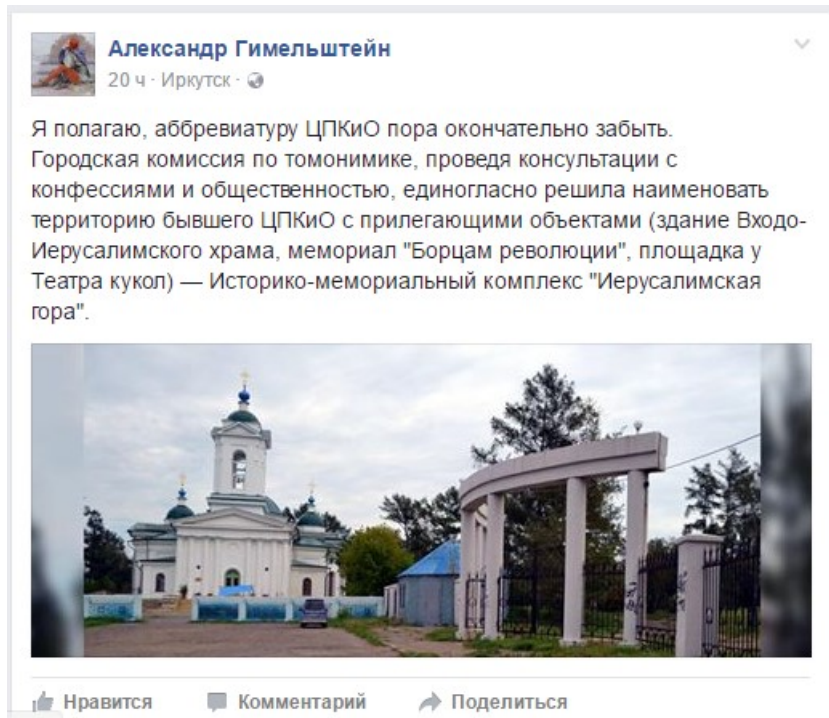 Александр Гимельштейн
20 ч · Иркутск ·
Я полагаю, аббревиатуру ЦПКиО пора окончательно забыть.
Городская комиссия по томонимике, проведя консультации с
конфессиями и общественностью, единогласно решила наименовать
территорию бывшего ЦПКиО с прилегающими объектами (здание Входо-
Иерусалимского храма, мемориал "Борцам революции", площадка у
Театра кукол) — Историко-мемориальный комплекс "Иерусалимская
гора".
Нравится Комментарий Поделиться